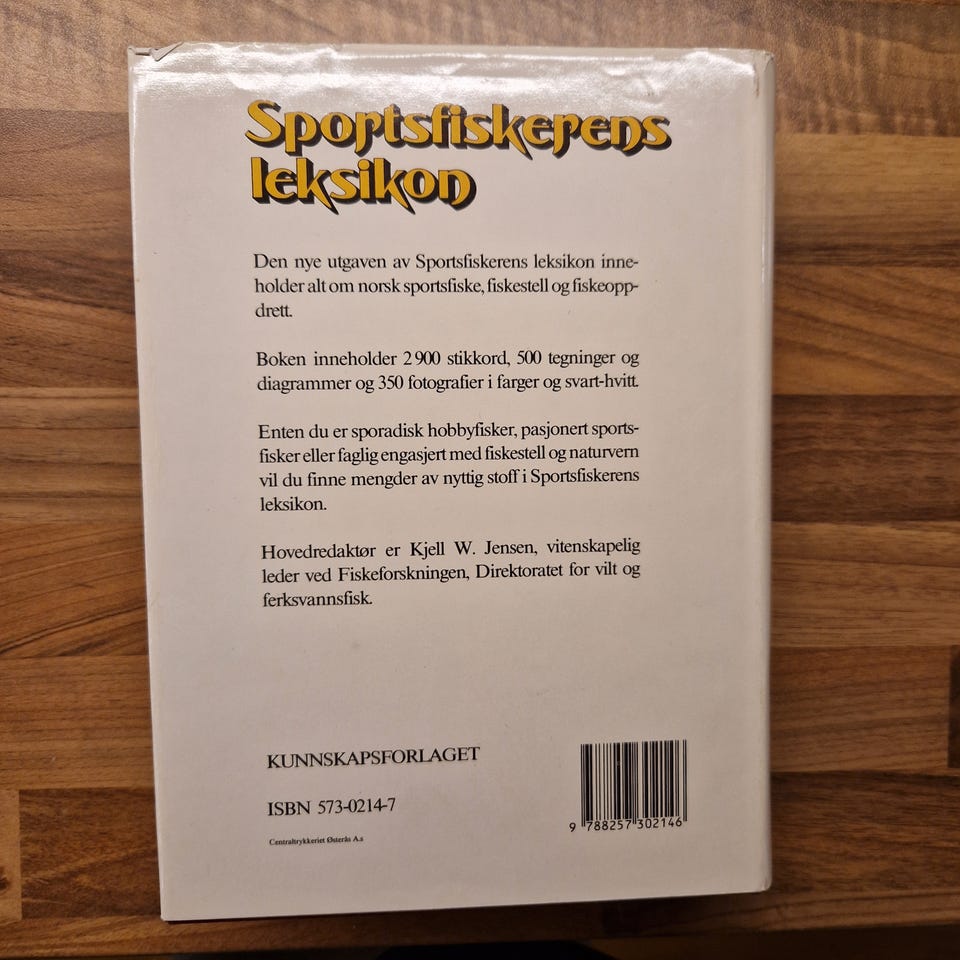 Sportsfiskerens
leksikon
Den nye utgaven av Sportsfiskerens leksikon inne-
holder alt om norsk sportsfiske, fiskestell og fiskeopp-
drett.
Boken inneholder 2 900 stikkord, 500 tegninger og
diagrammer og 350 fotografier i farger og svart-hvitt.
Enten du er sporadisk hobbyfisker, pasjonert sports-
fisker eller faglig engasjert med fiskestell og naturvern
vil du finne mengder av nyttig stoff i Sportsfiskerens
leksikon.
Hovedredaktør er Kjell W. Jensen, vitenskapelig
leder ved Fiskeforskningen, Direktoratet for vilt og
ferksvannsfisk.
KUNNSKAPSFORLAGET
ISBN 573-0214-7
Centraltrykkeriet Østerås A.s
9 788257 302146